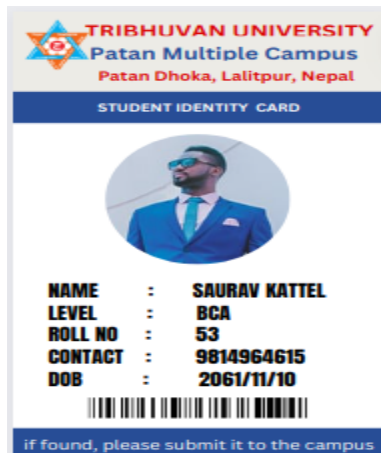 TRIBHUVAN UNIVERSITY
Patan Multiple Campus
Patan Dhoka, Lalitpur, Nepal
STUDENT IDENTITY CARD
NAME : SAURAV KATTEL
LEVEL : BCA
ROLL NO : 53
CONTACT : 9814964615
DOB : 2061/11/10
if found, please submit it to the campus